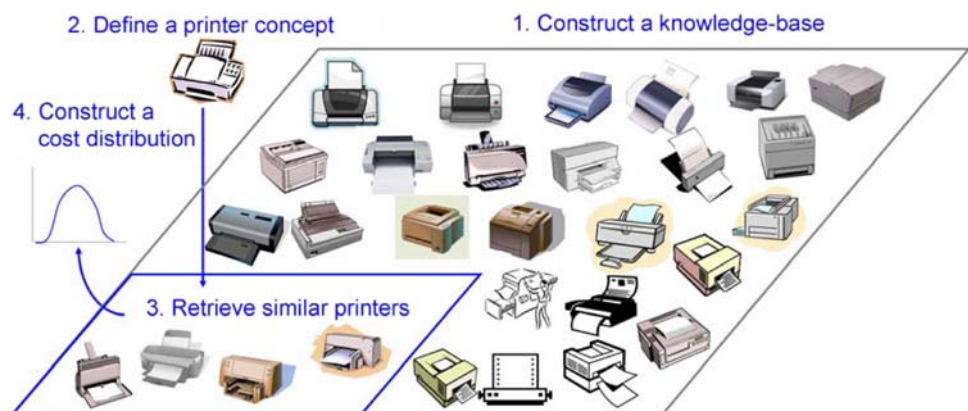 2. Define a printer concept
1. Construct a knowledge-base
4. Construct a
cost distribution
3. Retrieve similar printers